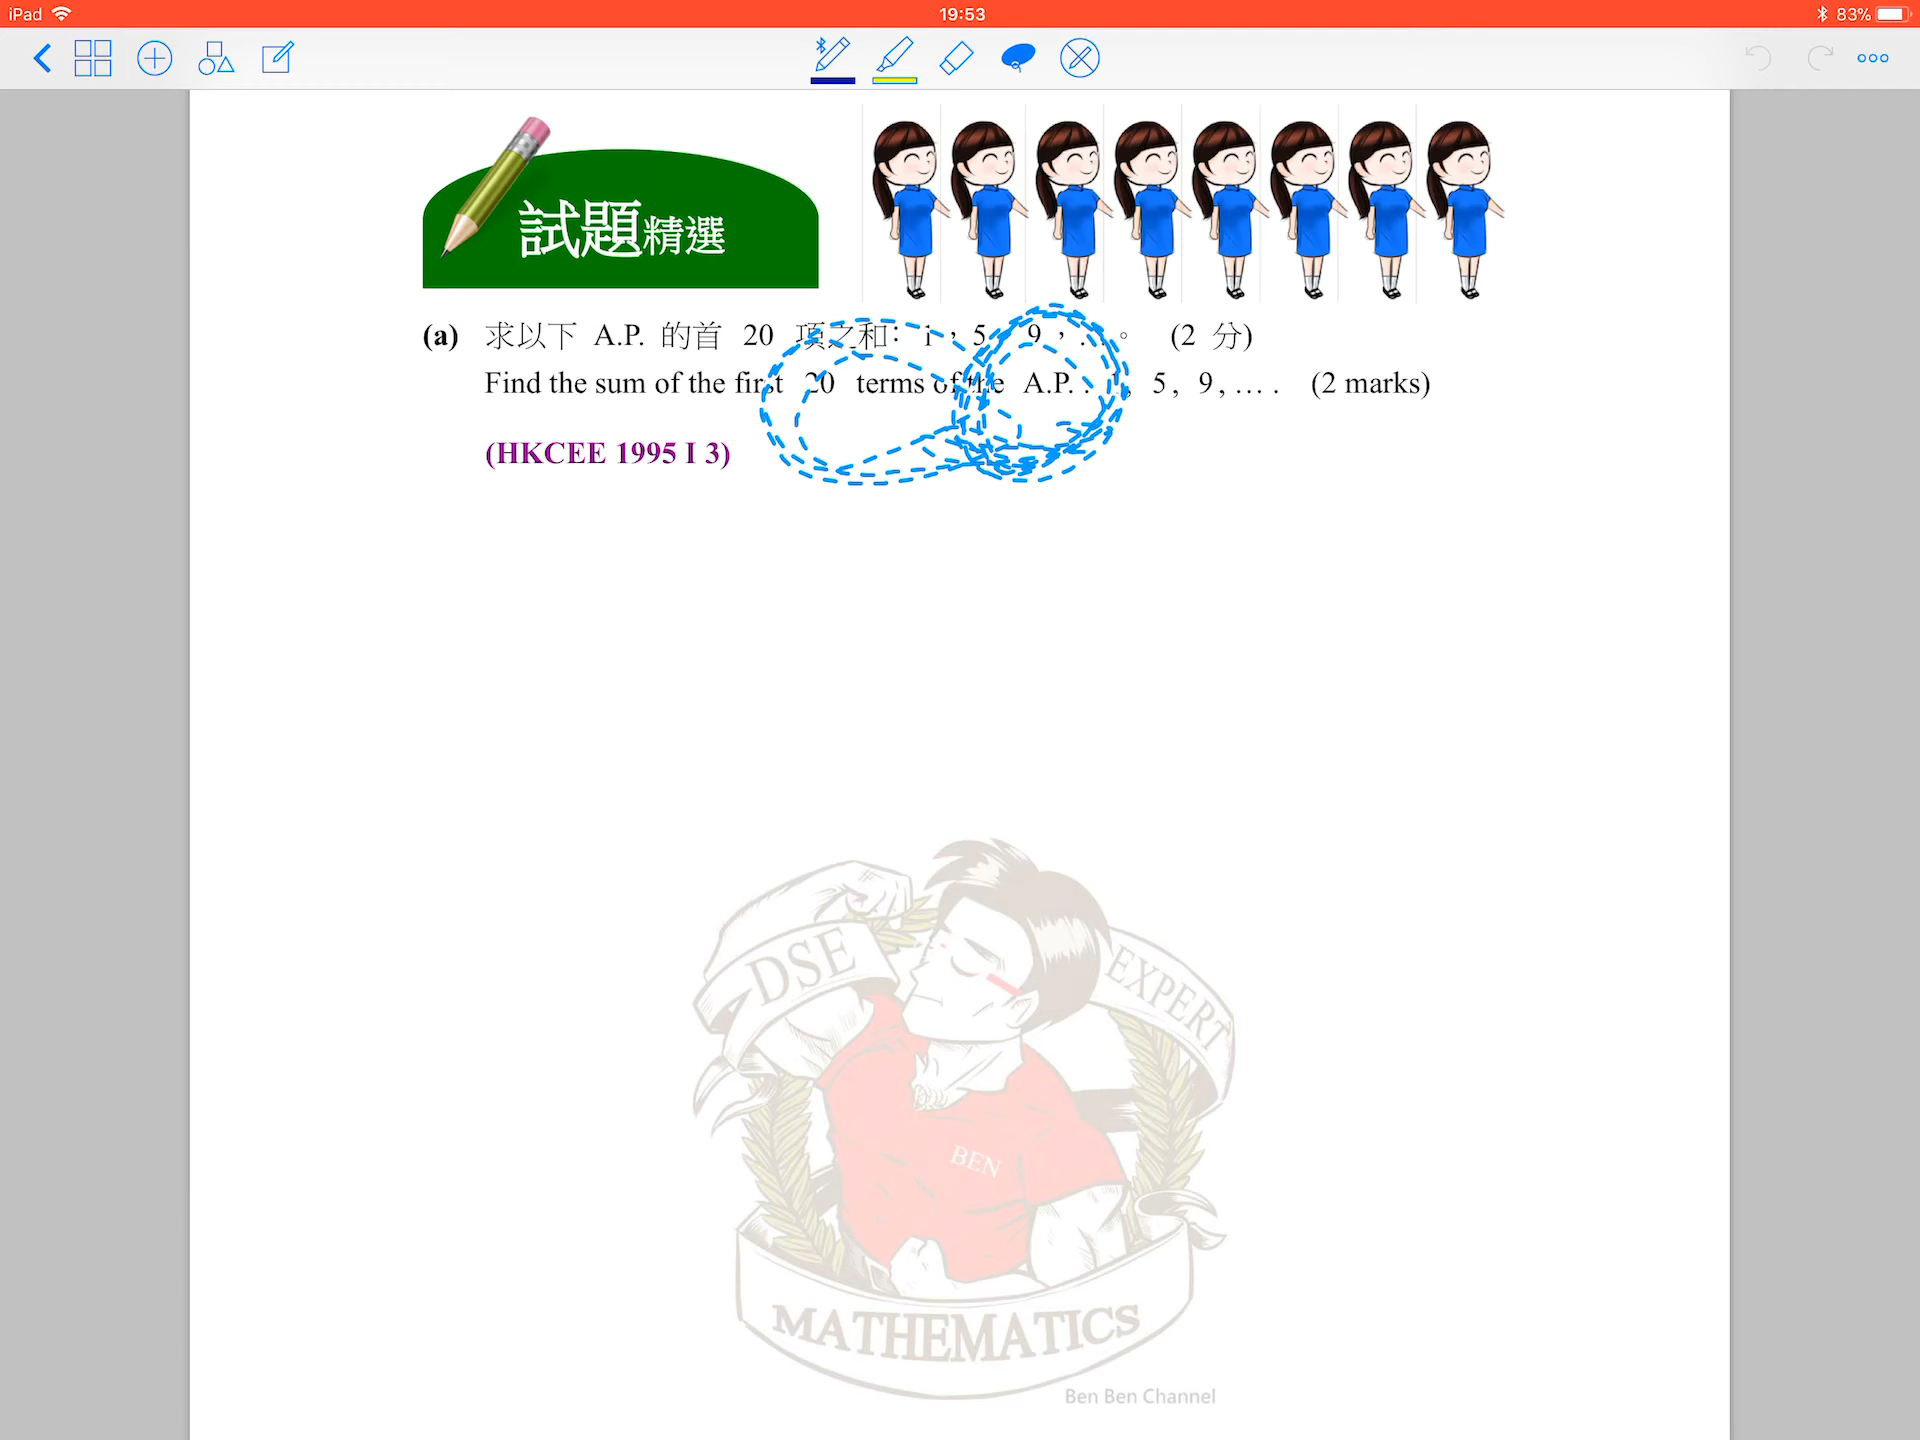 iPad
19:53
83%
試題精選
(a) 求以下 A.P. 的首 20 項之和: 1，5，9，…。 (2 分)
Find the sum of the first 20 terms of the A.P. : 1, 5, 9, … . (2 marks)
(HKCEE 1995 I 3)
DSE
EXPERT
BEN
MATHEMATICS
Ben Ben Channel